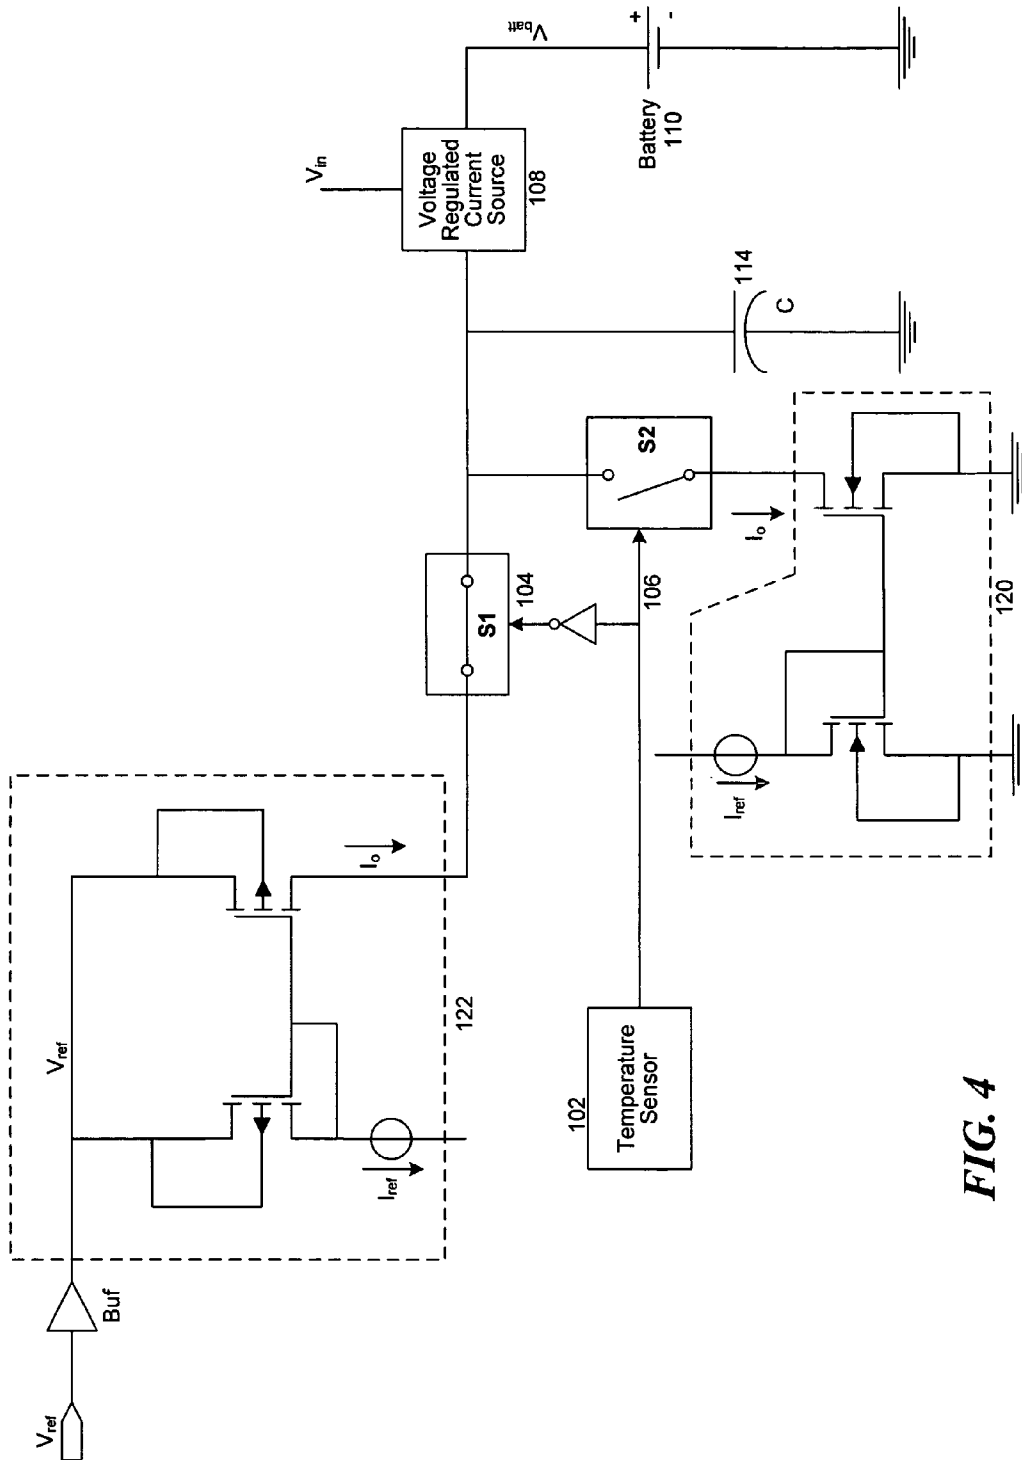 V_ref
Buf
V_ref
I_ref
I_o
122
S1
104
V_in
Voltage
Regulated
Current
Source
108
V_batt
+
-
Battery
110
114
C
S2
106
I_o
I_ref
120
102
Temperature
Sensor
FIG. 4